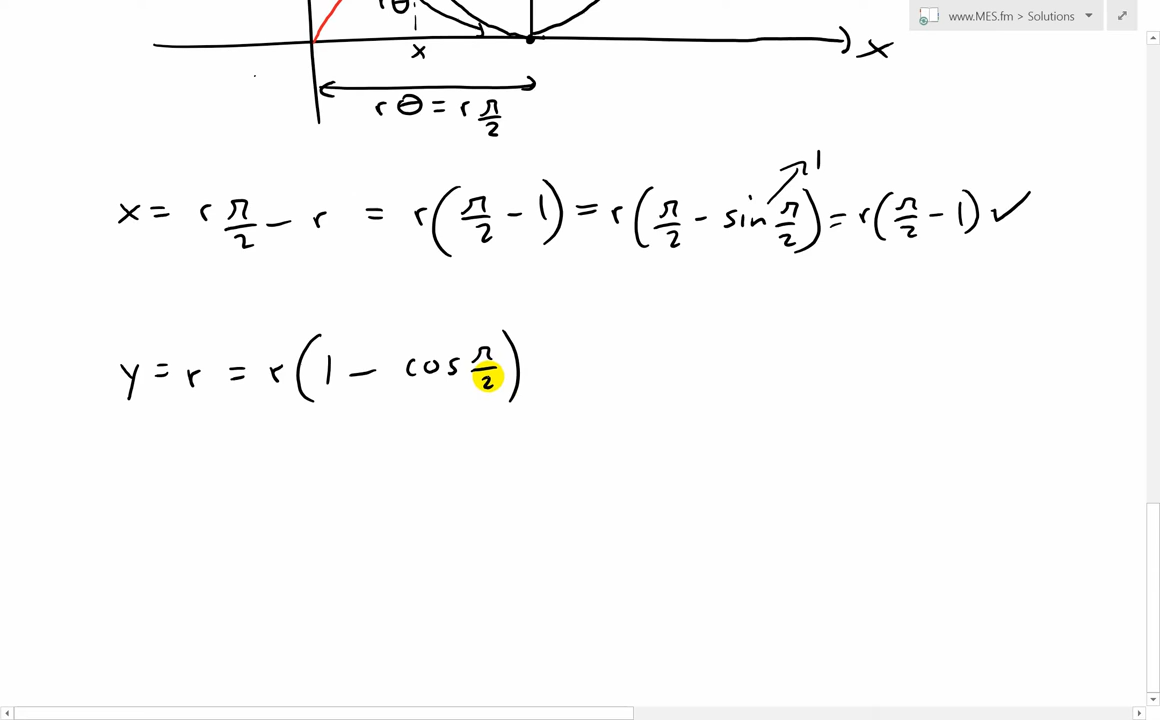 www.MES.fm > Solutions
rθ
x
x
r θ = r π/2
x = r π/2 - r = r(π/2 - 1) = r(π/2 - sin π/2) = r(π/2 - 1) ✓
1
y = r = r(1 - cos π/2)